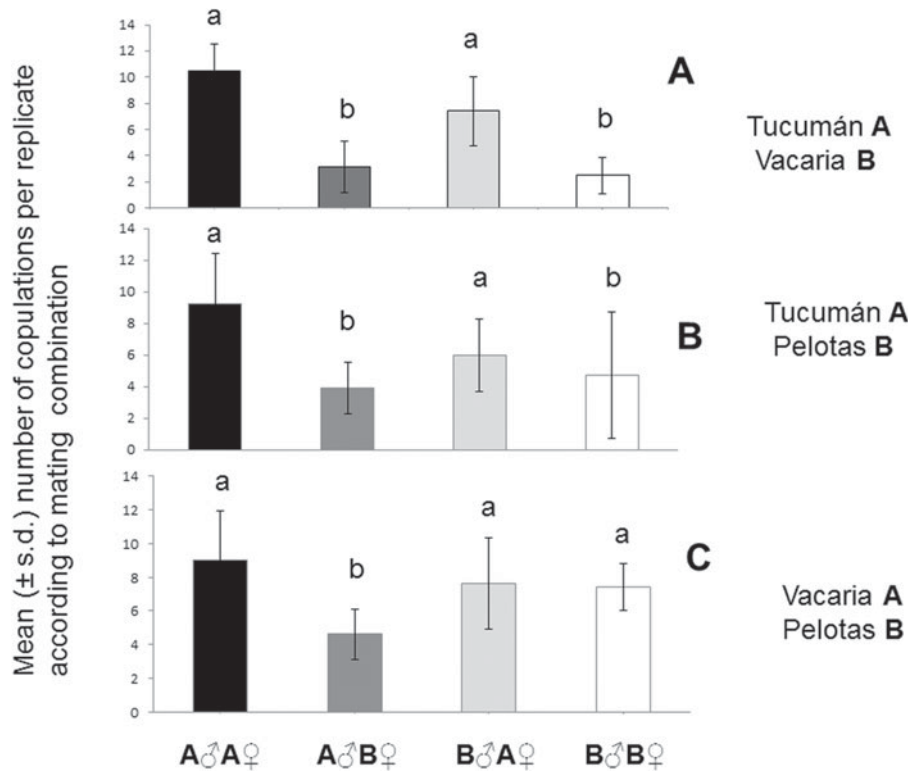 Mean (± s.d.) number of copulations per replicate
according to mating combination
a
b
a
b
14
12
10
8
6
4
2
0
A
Tucumán A
Vacaria B
a
b
a
b
14
12
10
8
6
4
2
0
B
Tucumán A
Pelotas B
a
b
a
a
14
12
10
8
6
4
2
0
C
Vacaria A
Pelotas B
A♂A♀ A♂B♀ B♂A♀ B♂B♀